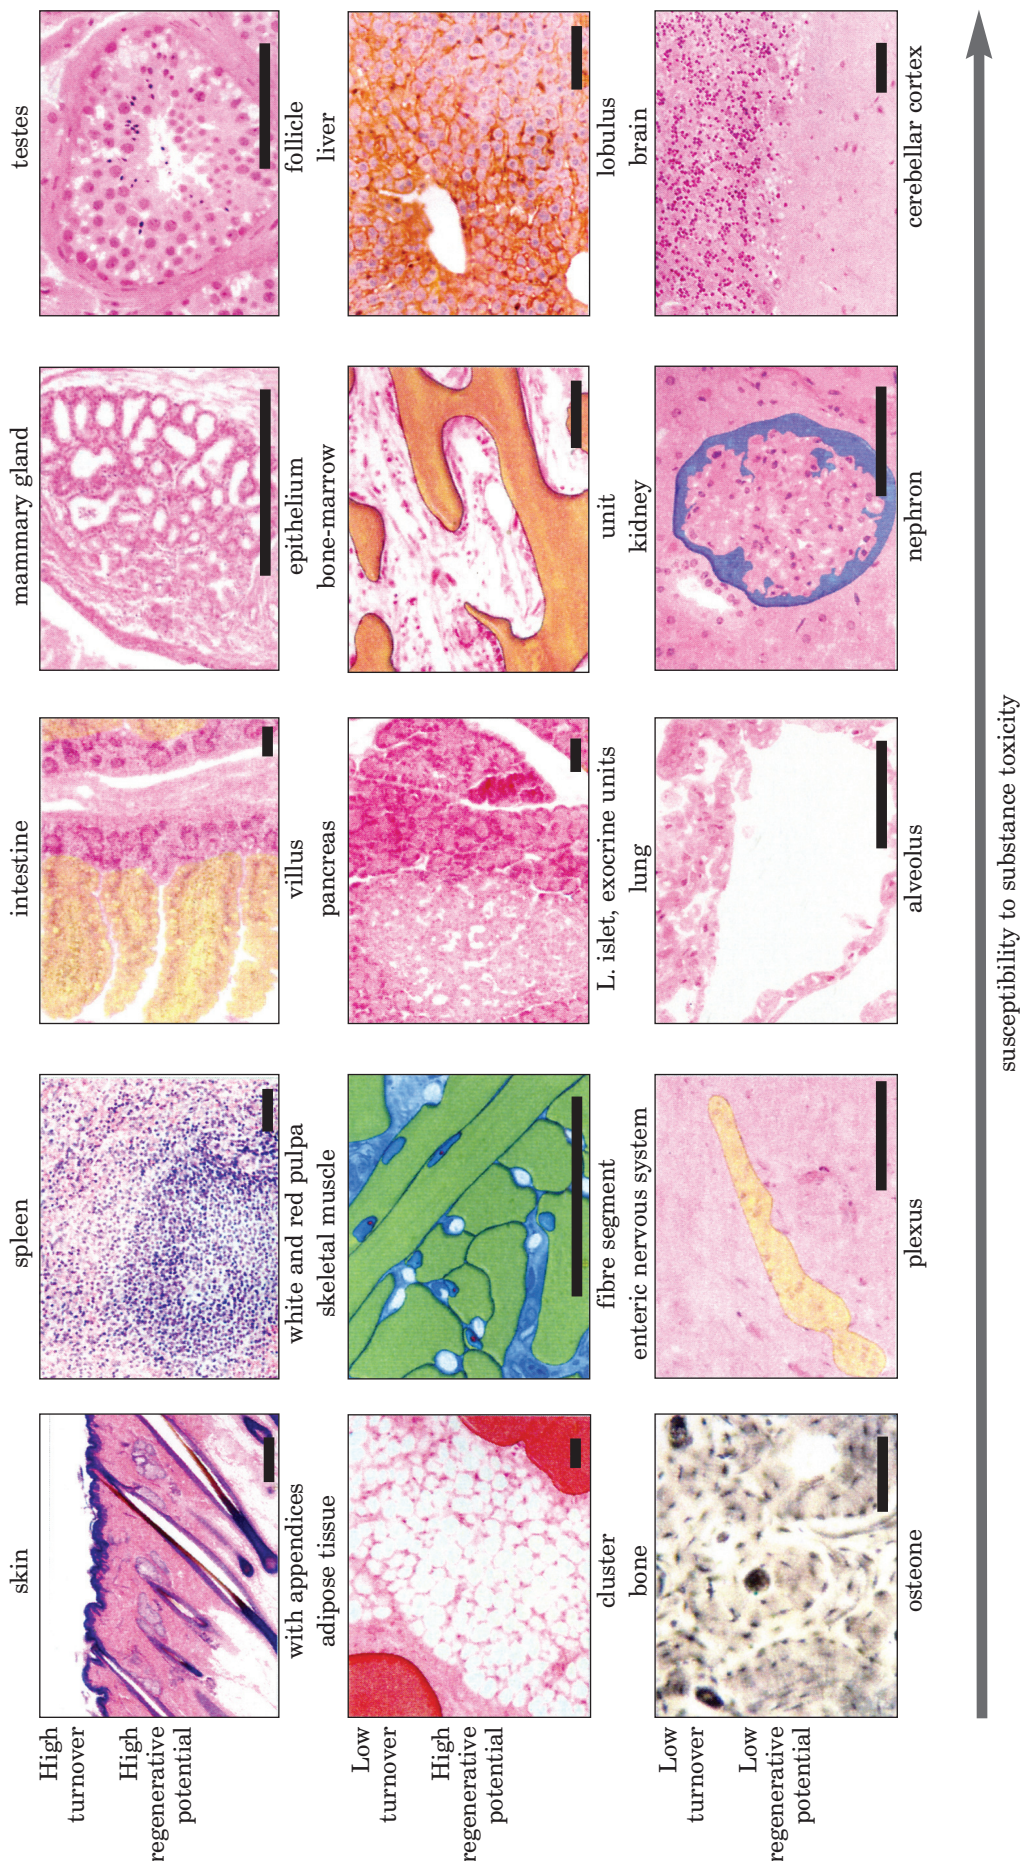 High
turnover
High
regenerative
potential
skin
with appendices
spleen
white and red pulpa
intestine
villus
mammary gland
epithelium
testes
follicle
Low
turnover
High
regenerative
potential
adipose tissue
cluster
skeletal muscle
fibre segment
pancreas
L. islet, exocrine units
bone-marrow
unit
liver
lobulus
Low
turnover
Low
regenerative
potential
bone
osteone
enteric nervous system
plexus
lung
alveolus
kidney
nephron
brain
cerebellar cortex
susceptibility to substance toxicity